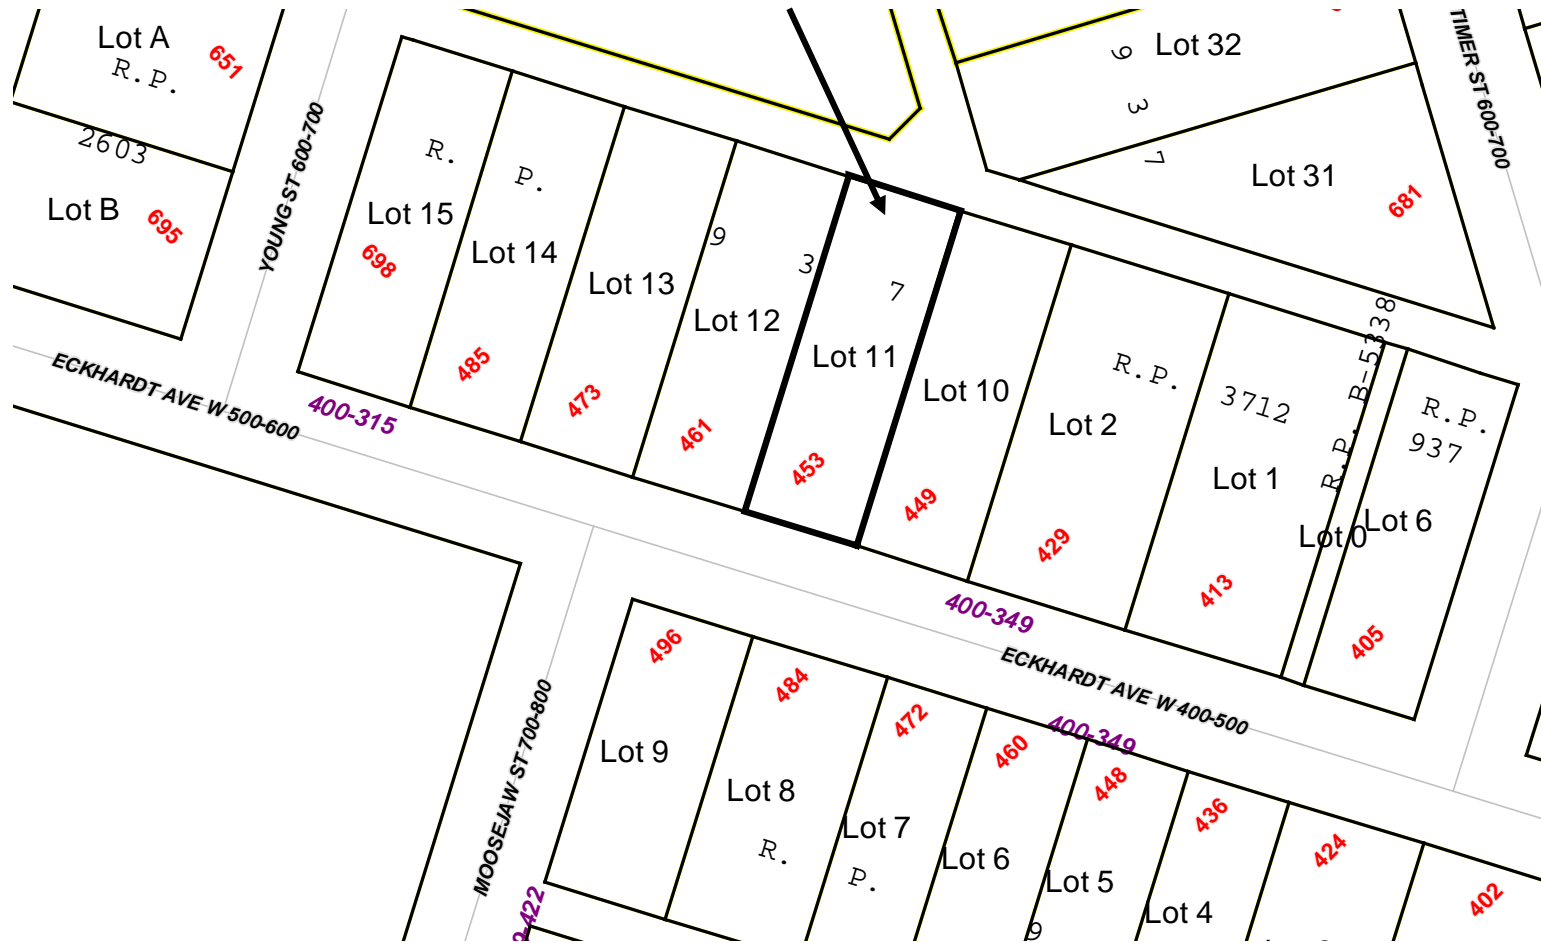 Lot A
651
R.P.
2603
Lot B
695
YOUNG ST 600-700
Lot 32
9
3
7
TIMER ST 600-700
Lot 31
681
R.
P.
Lot 15
698
Lot 14
485
Lot 13
473
9
3
7
Lot 12
461
Lot 11
453
Lot 10
449
R.P.
3712
Lot 2
429
Lot 1
413
R.P. B-5338
Lot 0
R.P.
937
Lot 6
405
ECKHARDT AVE W 500-600
400-315
400-349
ECKHARDT AVE W 400-500
400-349
MOOSEJAW ST 700-800
9-422
496
Lot 9
484
Lot 8
R.
P.
472
Lot 7
460
Lot 6
448
Lot 5
9
436
Lot 4
424
402